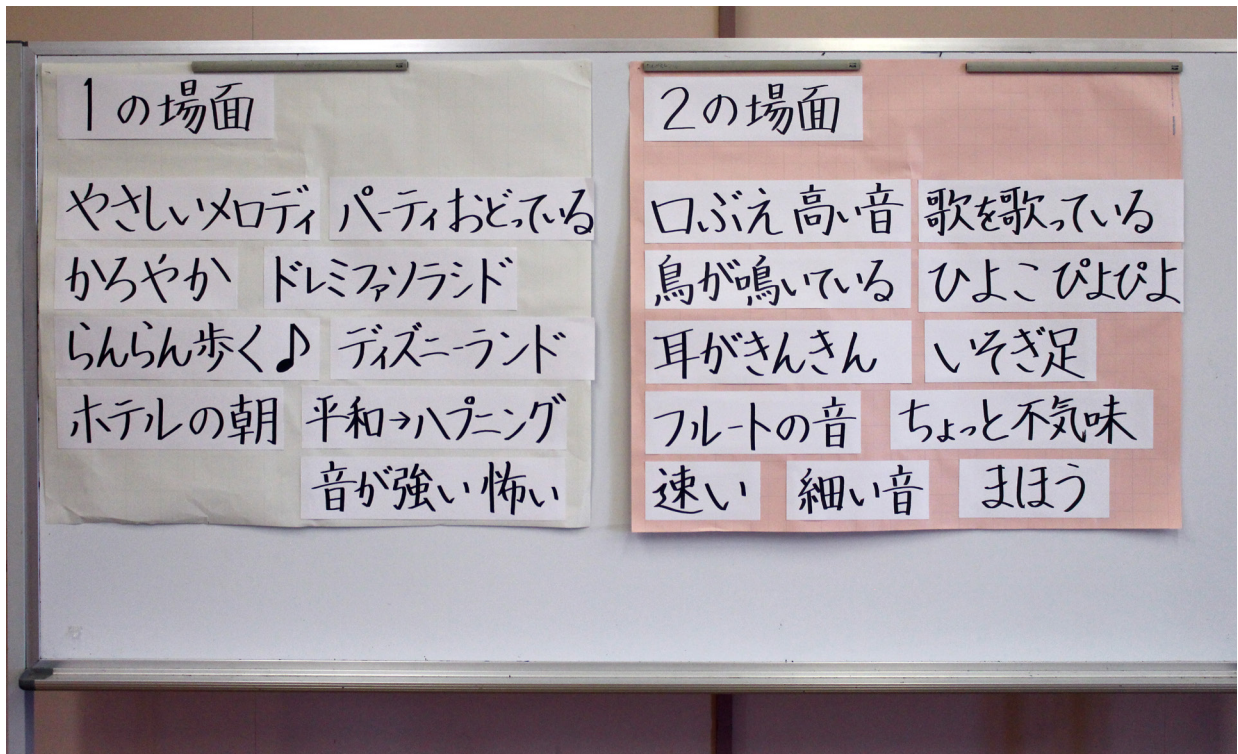 1の場面
やさしいメロディ パーティおどっている
かろやか ドレミファソラシド
らんらん歩く♪ ディズニーランド
ホテルの朝 平和→ハプニング
音が強い怖い
2の場面
口ぶえ高い音 歌を歌っている
鳥が鳴いている ひよこぴよぴよ
耳がきんきん いそぎ足
フルートの音 ちょっと不気味
速い 細い音 まほう